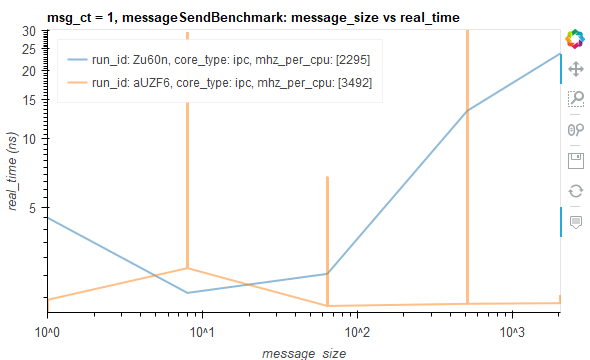 msg_ct = 1, messageSendBenchmark: message_size vs real_time
30
25
20
15
10
5
real_time (ns)
run_id: Zu60n, core_type: ipc, mhz_per_cpu: [2295]
run_id: aUZF6, core_type: ipc, mhz_per_cpu: [3492]
10^0
10^1
10^2
10^3
message_size